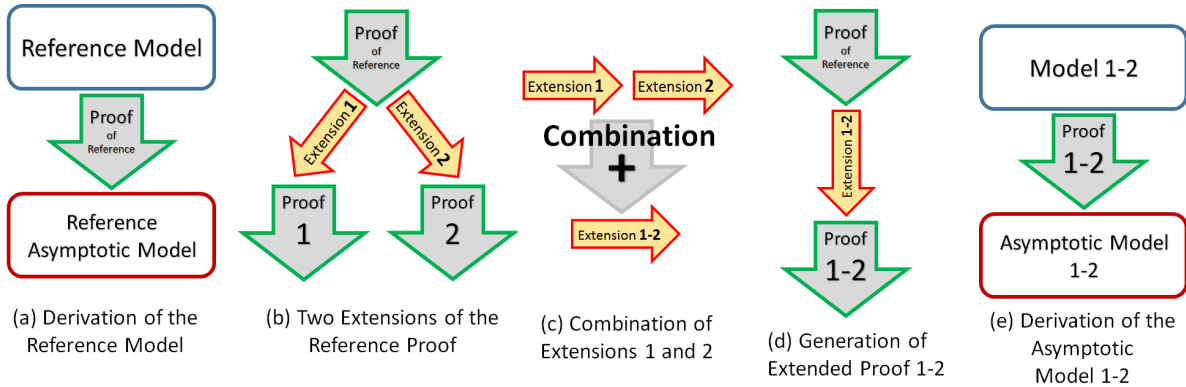 Reference Model
Proof
of
Reference
Reference
Asymptotic Model
(a) Derivation of the
Reference Model
Proof
of
Reference
Extension 1
Extension 2
Proof
1
Proof
2
(b) Two Extensions of the
Reference Proof
Extension 1
Extension 2
Combination
+
Extension 1-2
(c) Combination of
Extensions 1 and 2
Proof
of
Reference
Extension 1-2
Proof
1-2
(d) Generation of
Extended Proof 1-2
Model 1-2
Proof
1-2
Asymptotic Model
1-2
(e) Derivation of the
Asymptotic
Model 1-2